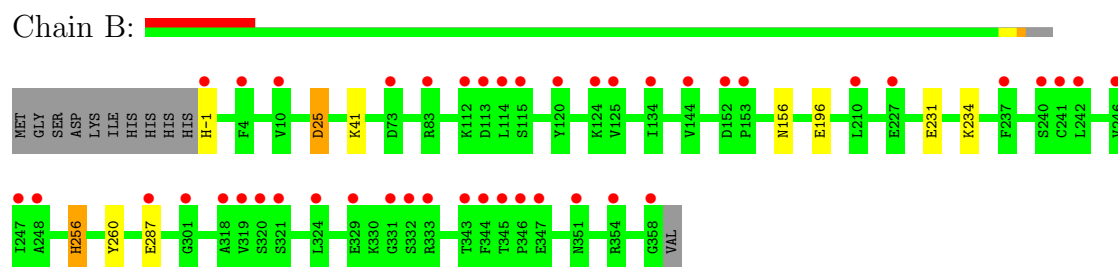 Chain B:
MET GLY SER ASP LYS ILE HIS HIS HIS HIS HIS H-1 F4 V10 D25 K41 D73 R83 K112 D113 L114 S115 Y120 K124 V125 I134 V144 D152 P153 N156 E196 L210 E227 E231 K234 F237 S240 C241 L242
I247 A248 H256 Y260 E287 G301 A318 V319 S320 S321 L324 E329 K330 G331 S332 R333 T343 F344 T345 P346 E347 N351 R354 G358 VAL